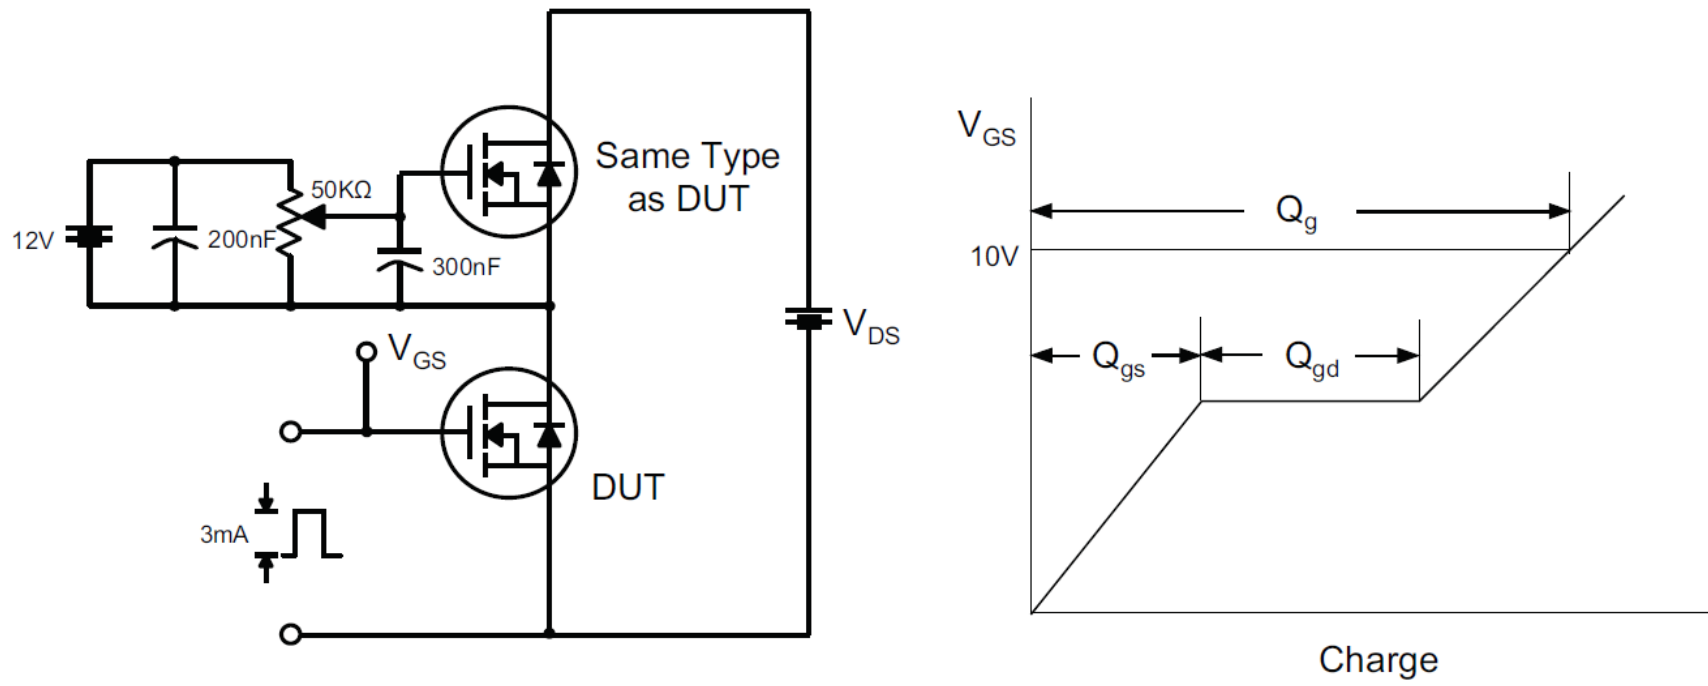 Same Type
as DUT
50KΩ
12V
200nF
300nF
VGS
VDS
DUT
3mA
VGS
Qg
10V
Qgs
Qgd
Charge